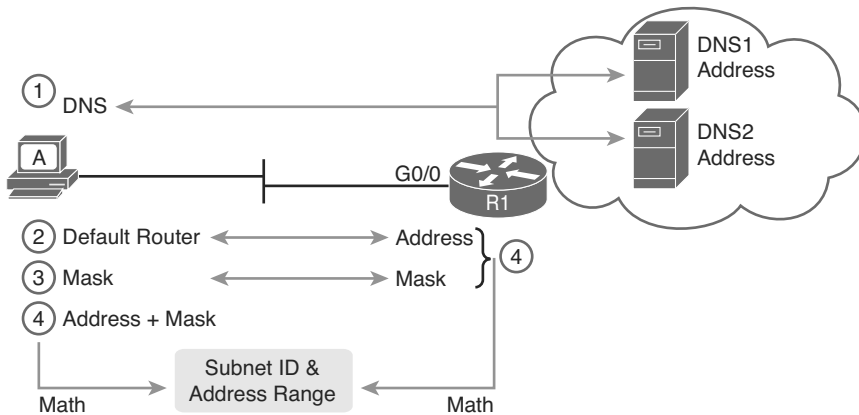 DNS1
Address
1 DNS
DNS2
Address
A
G0/0
R1
2 Default Router
Address
4
3 Mask
Mask
4 Address + Mask
Subnet ID &
Address Range
Math
Math